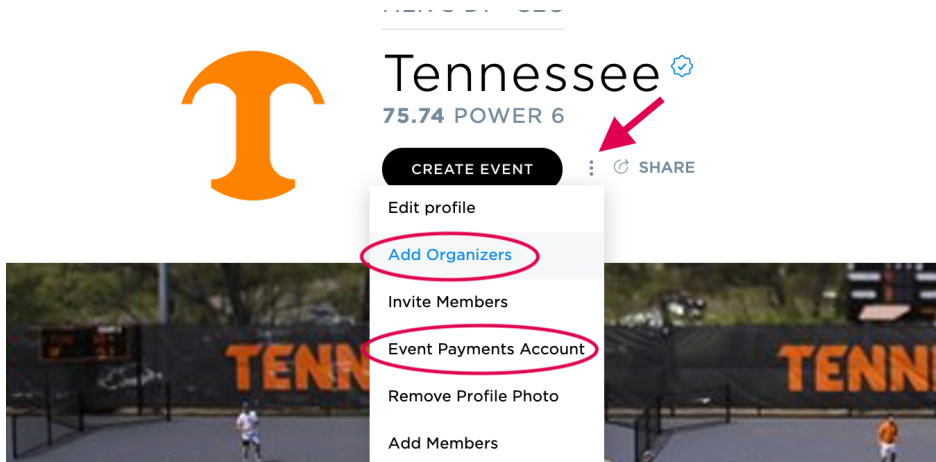 Tennessee
75.74 POWER 6
CREATE EVENT
SHARE
Edit profile
Add Organizers
Invite Members
Event Payments Account
Remove Profile Photo
Add Members
TENN
TENN